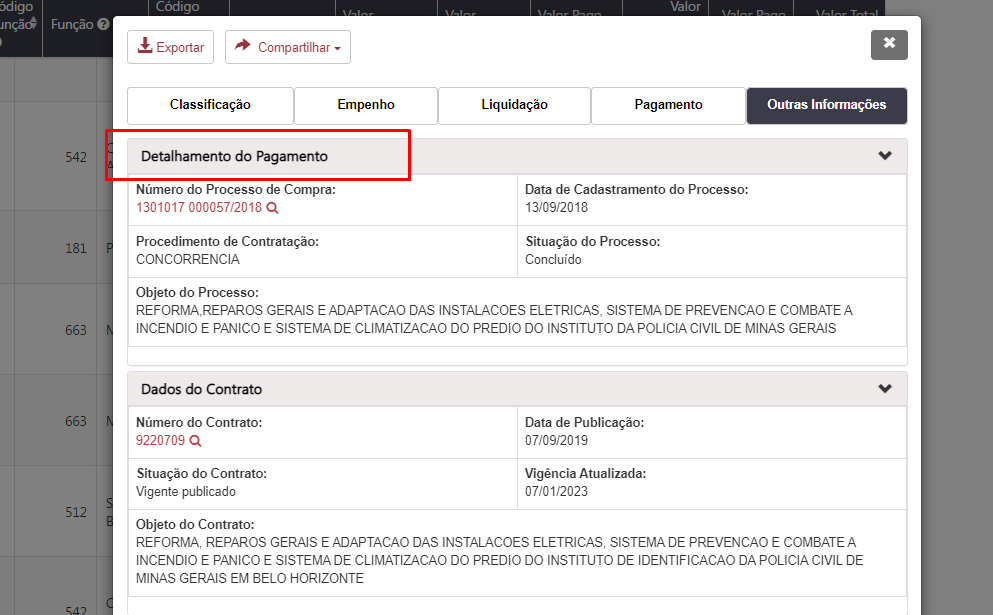 Código
Código
Função
Função
Valor
Valor
Valor Pago
Valor
Valor Pago
Valor Total
Exportar
Compartilhar
Classificação
Empenho
Liquidação
Pagamento
Outras Informações
542
181
663
663
512
542
Detalhamento do Pagamento
Número do Processo de Compra:
1301017 000057/2018
Data de Cadastramento do Processo:
13/09/2018
Procedimento de Contratação:
CONCORRENCIA
Situação do Processo:
Concluído
Objeto do Processo:
REFORMA,REPAROS GERAIS E ADAPTACAO DAS INSTALACOES ELETRICAS, SISTEMA DE PREVENCAO E COMBATE A
INCENDIO E PANICO E SISTEMA DE CLIMATIZACAO DO PREDIO DO INSTITUTO DA POLICIA CIVIL DE MINAS GERAIS
Dados do Contrato
Número do Contrato:
9220709
Data de Publicação:
07/09/2019
Situação do Contrato:
Vigente publicado
Vigência Atualizada:
07/01/2023
Objeto do Contrato:
REFORMA, REPAROS GERAIS E ADAPTACAO DAS INSTALACOES ELETRICAS, SISTEMA DE PREVENCAO E COMBATE A
INCENDIO E PANICO E SISTEMA DE CLIMATIZACAO DO PREDIO DO INSTITUTO DE IDENTIFICACAO DA POLICIA CIVIL DE
MINAS GERAIS EM BELO HORIZONTE